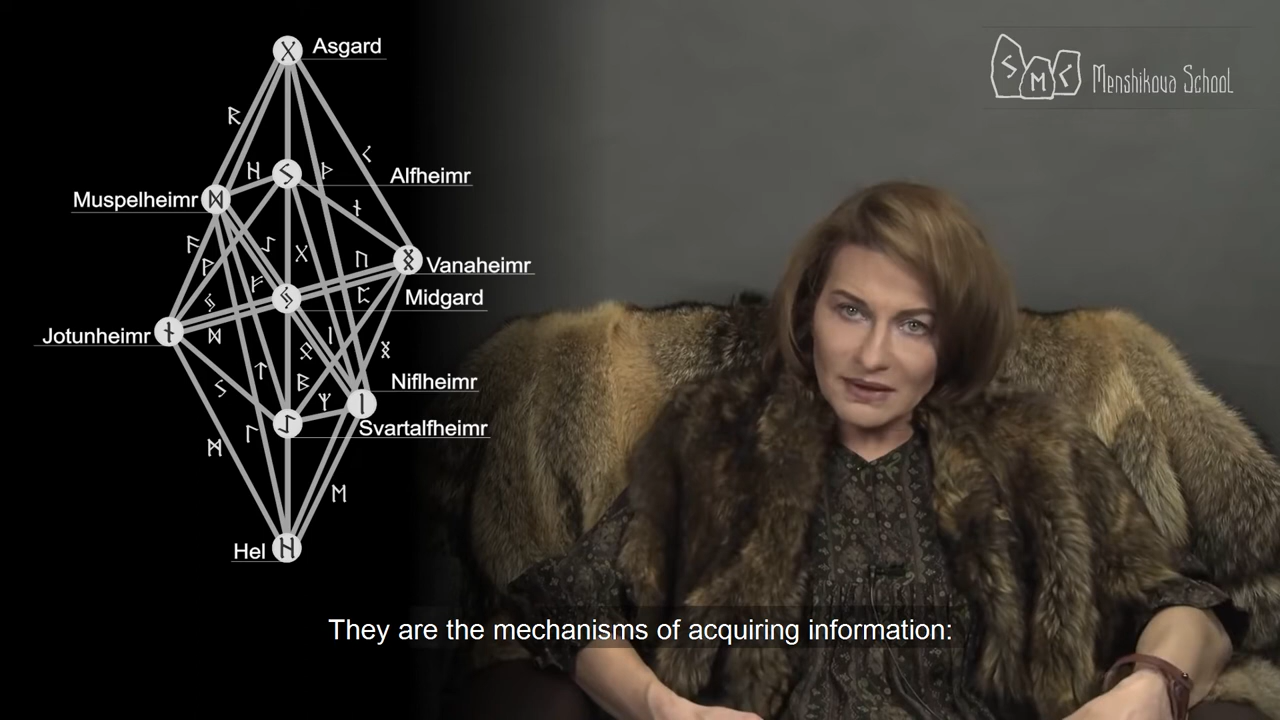 ᚷ Asgard
ᛊ ᛖ ᚲ Menshikova School
ᚱ
ᚲ
ᚺ ᛊ ᚦ Alfheimr
Muspelheimr ᛞ
ᚾ
ᚨ ᛇ ᚷ ᚢ ᛝ Vanaheimr
ᚹ
ᚠ
ᛈ Midgard
Jotunheimr ᚾ ᛞ ᛁ
ᛟ ᛝ
ᛏ ᛒ Niflheimr
ᛊ ᛉ ᛁ
ᛇ Svartalfheimr
ᛗ ᛚ
ᛖ
Hel ᚺ
They are the mechanisms of acquiring information: